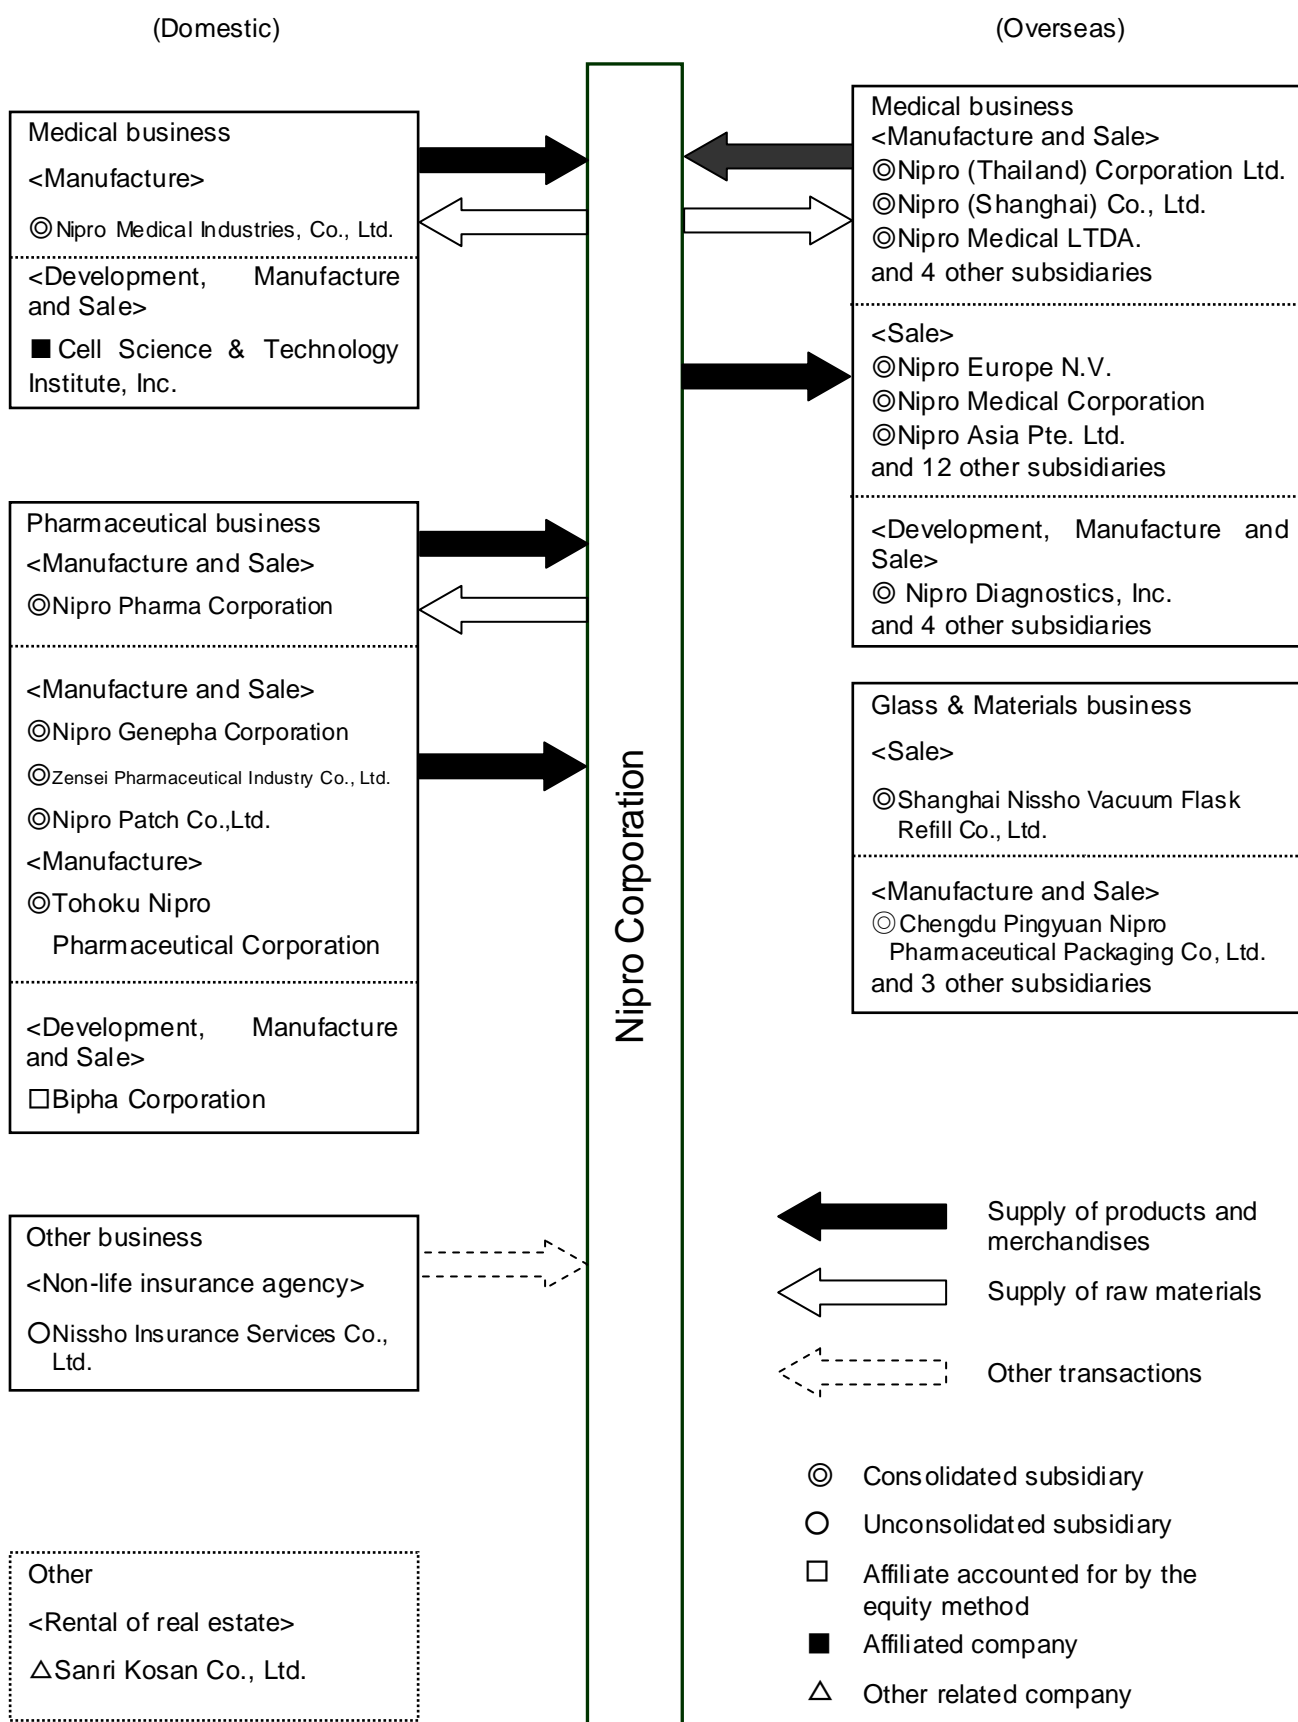 (Domestic)
(Overseas)
Medical business
<Manufacture>
◎Nipro Medical Industries, Co., Ltd.
<Development, Manufacture
and Sale>
■ Cell Science & Technology
Institute, Inc.
Pharmaceutical business
<Manufacture and Sale>
◎Nipro Pharma Corporation
<Manufacture and Sale>
◎Nipro Genepha Corporation
◎Zensei Pharmaceutical Industry Co., Ltd.
◎Nipro Patch Co.,Ltd.
<Manufacture>
◎Tohoku Nipro
Pharmaceutical Corporation
<Development, Manufacture
and Sale>
□Bipha Corporation
Other business
<Non-life insurance agency>
○Nissho Insurance Services Co.,
Ltd.
Other
<Rental of real estate>
△Sanri Kosan Co., Ltd.
Nipro Corporation
Medical business
<Manufacture and Sale>
◎Nipro (Thailand) Corporation Ltd.
◎Nipro (Shanghai) Co., Ltd.
◎Nipro Medical LTDA.
and 4 other subsidiaries
<Sale>
◎Nipro Europe N.V.
◎Nipro Medical Corporation
◎Nipro Asia Pte. Ltd.
and 12 other subsidiaries
<Development, Manufacture and
Sale>
◎ Nipro Diagnostics, Inc.
and 4 other subsidiaries
Glass & Materials business
<Sale>
◎Shanghai Nissho Vacuum Flask
Refill Co., Ltd.
<Manufacture and Sale>
◎Chengdu Pingyuan Nipro
Pharmaceutical Packaging Co, Ltd.
and 3 other subsidiaries
Supply of products and
merchandises
Supply of raw materials
Other transactions
◎ Consolidated subsidiary
○ Unconsolidated subsidiary
□ Affiliate accounted for by the
equity method
■ Affiliated company
△ Other related company